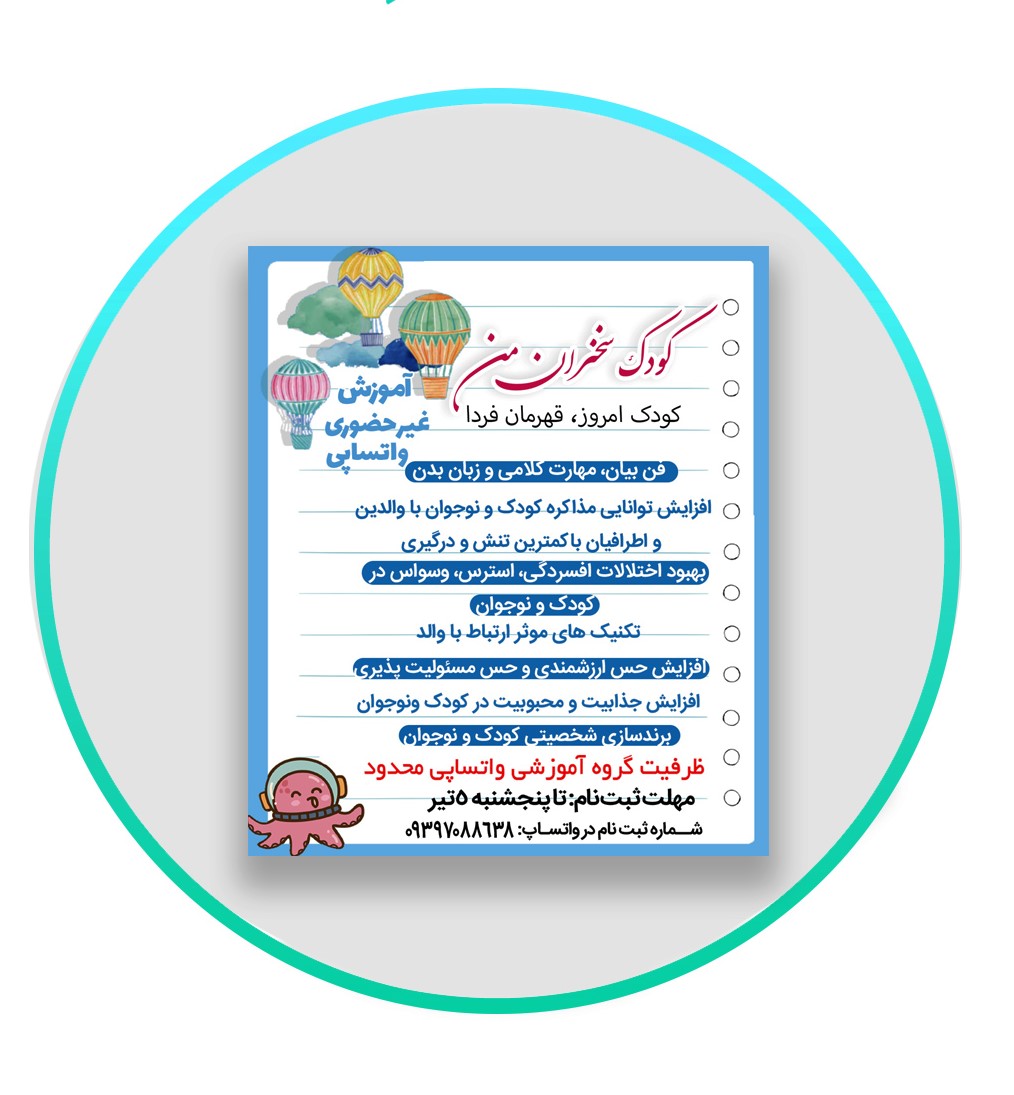 کودک سخنران من
کودک امروز، قهرمان فردا
آموزش
غیرحضوری
واتساپی
فن بیان، مهارت کلامی و زبان بدن
افزایش توانایی مذاکره کودک و نوجوان با والدین
و اطرافیان با کمترین تنش و درگیری
بهبود اختلالات افسردگی، استرس، وسواس در
کودک و نوجوان
تکنیک های موثر ارتباط با والد
افزایش حس ارزشمندی و حس مسئولیت پذیری
افزایش جذابیت و محبوبیت در کودک ونوجوان
برندسازی شخصیتی کودک و نوجوان
ظرفیت گروه آموزشی واتساپی محدود
مهلت ثبت‌نام: تا پنجشنبه ۵ تیر
شـماره ثبت نام در واتسـاپ: ۰۹۳۹۷۰۸۸۶۳۸